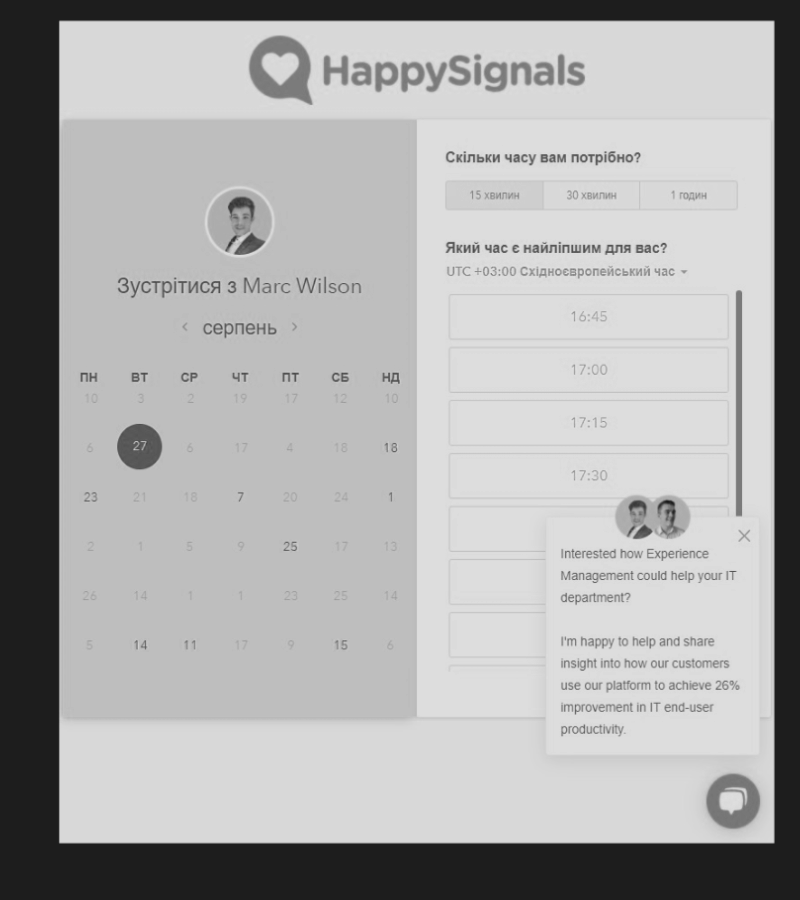 HappySignals
Зустрітися з Marc Wilson
серпень
ПН ВТ СР ЧТ ПТ СБ НД
10 3 2 19 17 12 10
6 27 6 17 4 18 18
23 21 18 7 20 24 1
2 1 5 9 25 17 13
26 14 1 1 23 25 14
5 14 11 17 9 15 6
Скільки часу вам потрібно?
15 хвилин 30 хвилин 1 годин
Який час є найліпшим для вас?
UTC +03:00 Східноєвропейський час
16:45
17:00
17:15
17:30
Interested how Experience
Management could help your IT
department?
I'm happy to help and share
insight into how our customers
use our platform to achieve 26%
improvement in IT end-user
productivity.